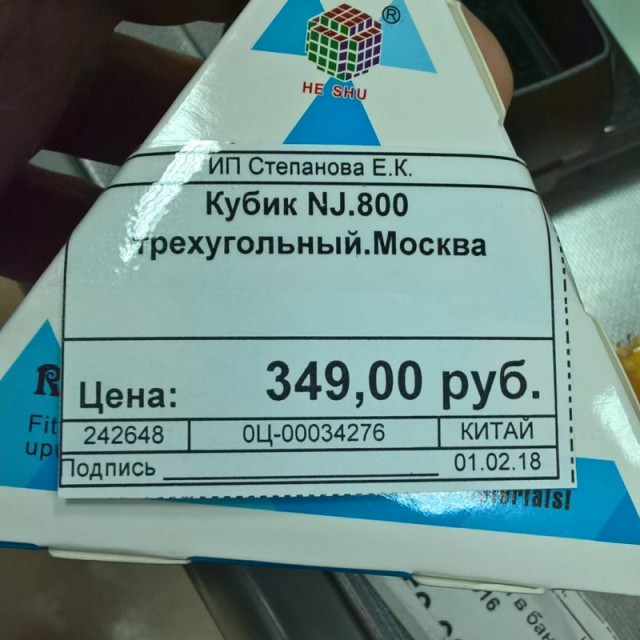 ®
HE SHU
ИП Степанова Е.К.
Кубик NJ.800
трехугольный.Москва
Цена: 349,00 руб.
242648 0Ц-00034276 КИТАЙ
Подпись 01.02.18